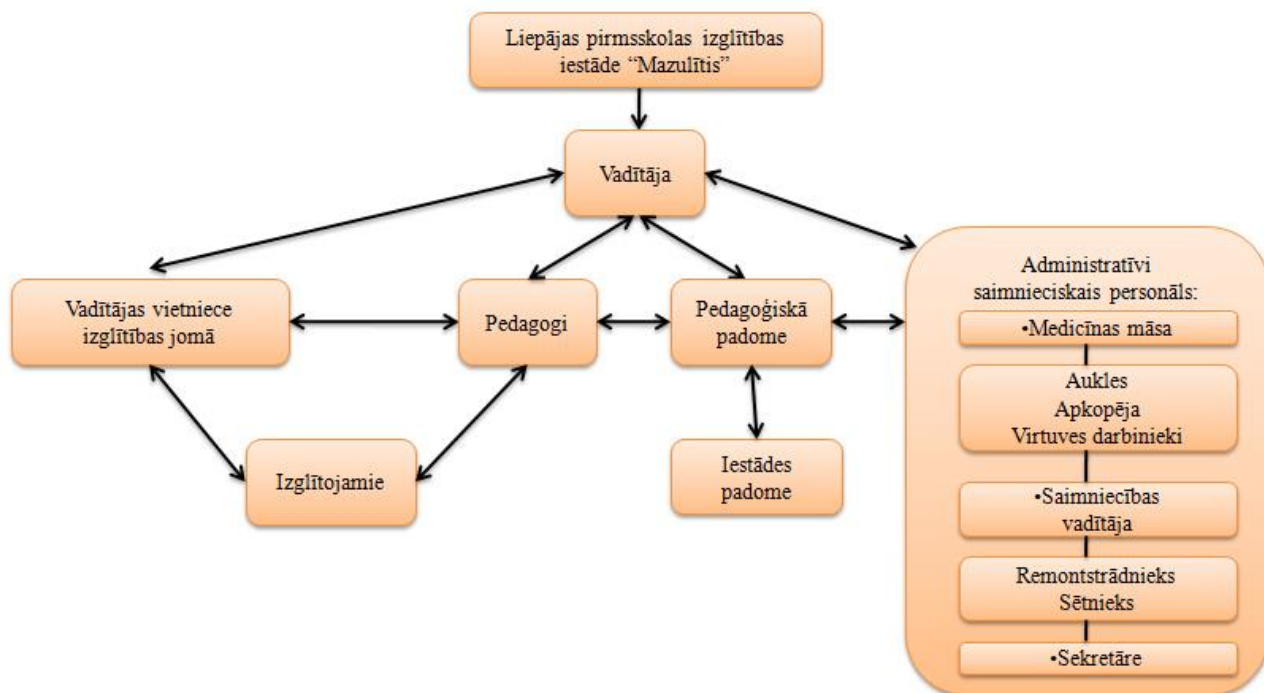 Liepājas pirmsskolas izglītības
iestāde “Mazulītis”
Vadītāja
Vadītājas vietniece
izglītības jomā
Pedagogi
Pedagoģiskā
padome
Izglītojamie
Iestādes
padome
Administratīvi
saimnieciskais personāls:
•Medicīnas māsa
Aukles
Apkopēja
Virtuves darbinieki
•Saimniecības
vadītāja
Remontstrādnieks
Sētnieks
•Sekretāre